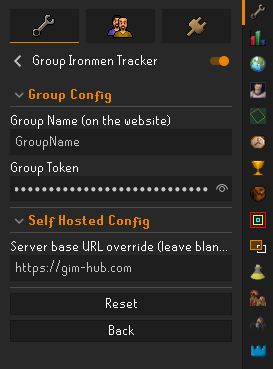 Group Ironmen Tracker
Group Config
Group Name (on the website)
GroupName
Group Token
••••••••••••••••••••••••••••
Self Hosted Config
Server base URL override (leave blan...
https://gim-hub.com
Reset
Back